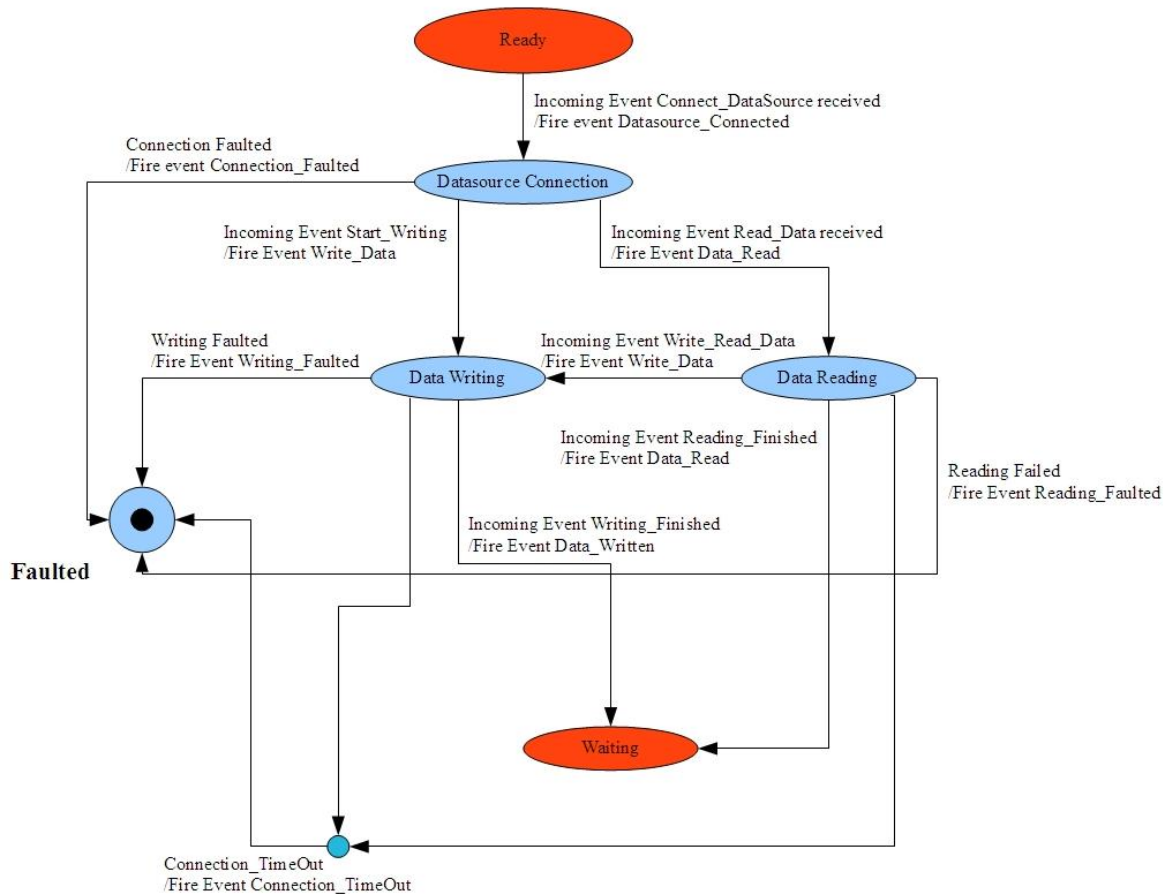 Ready
Incoming Event Connect_DataSource received
/Fire event Datasource_Connected
Connection Faulted
/Fire event Connection_Faulted
Datasource Connection
Incoming Event Start_Writing
/Fire Event Write_Data
Incoming Event Read_Data received
/Fire Event Data_Read
Writing Faulted
/Fire Event Writing_Faulted
Incoming Event Write_Read_Data
/Fire Event Write_Data
Data Writing
Data Reading
Incoming Event Reading_Finished
/Fire Event Data_Read
Reading Failed
/Fire Event Reading_Faulted
Incoming Event Writing_Finished
/Fire Event Data_Written
Faulted
Waiting
Connection_TimeOut
/Fire Event Connection_TimeOut